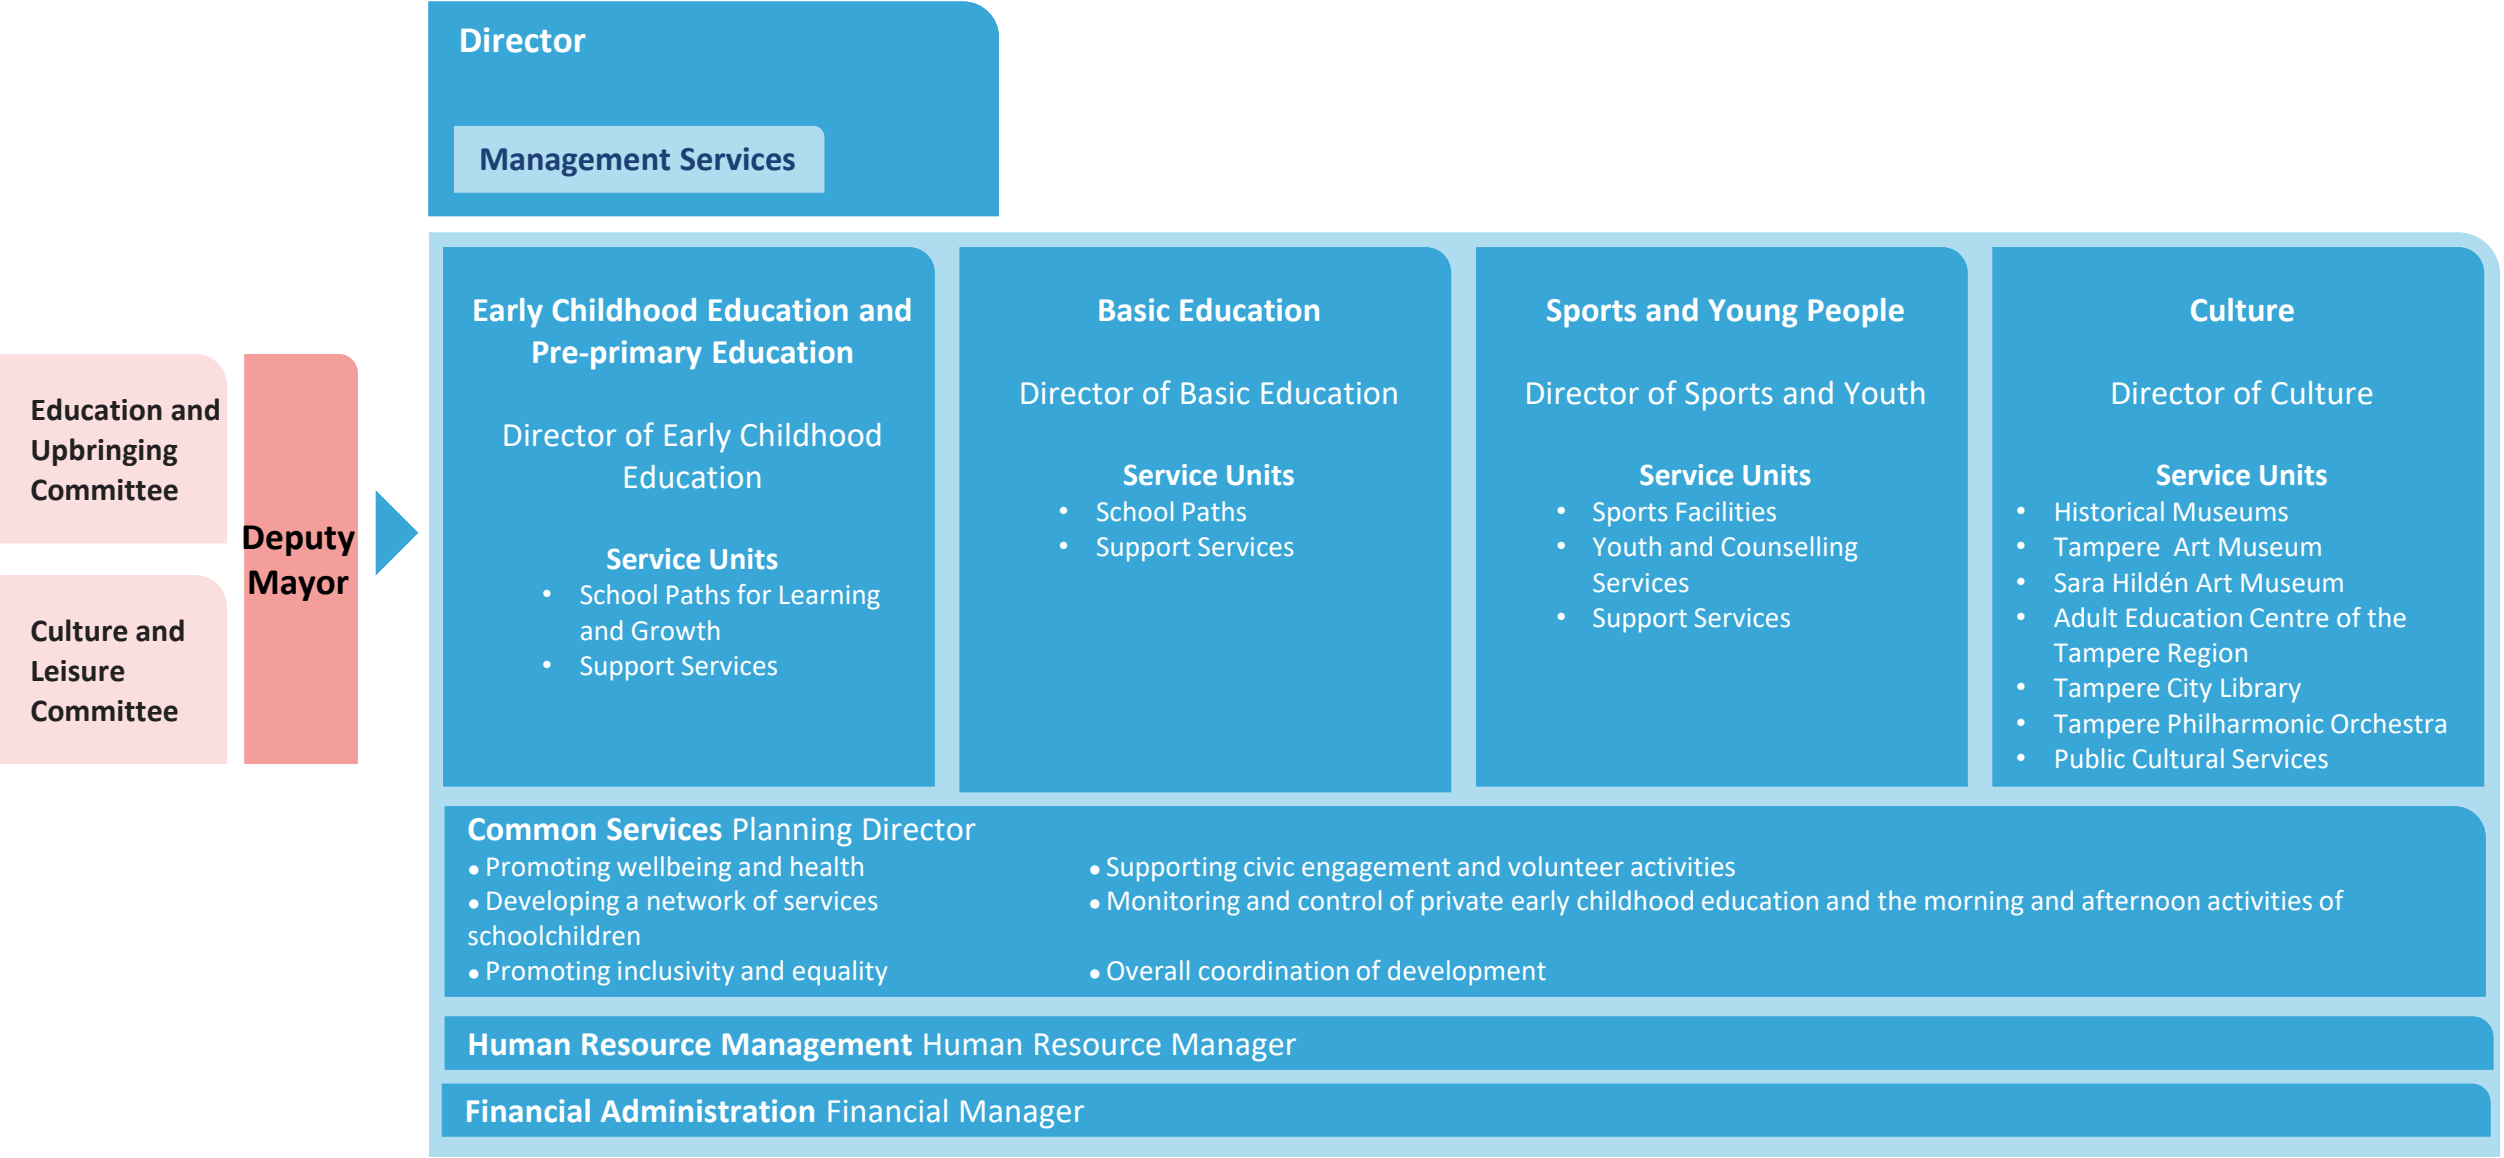 Director
Management Services
Education and
Upbringing
Committee
Culture and
Leisure
Committee
Deputy
Mayor
Early Childhood Education and
Pre-primary Education
Director of Early Childhood
Education
Service Units
• School Paths for Learning
and Growth
• Support Services
Basic Education
Director of Basic Education
Service Units
• School Paths
• Support Services
Sports and Young People
Director of Sports and Youth
Service Units
• Sports Facilities
• Youth and Counselling
Services
• Support Services
Culture
Director of Culture
Service Units
• Historical Museums
• Tampere  Art Museum
• Sara Hildén Art Museum
• Adult Education Centre of the
Tampere Region
• Tampere City Library
• Tampere Philharmonic Orchestra
• Public Cultural Services
Common Services Planning Director
• Promoting wellbeing and health • Supporting civic engagement and volunteer activities
• Developing a network of services • Monitoring and control of private early childhood education and the morning and afternoon activities of
schoolchildren
• Promoting inclusivity and equality • Overall coordination of development
Human Resource Management Human Resource Manager
Financial Administration Financial Manager